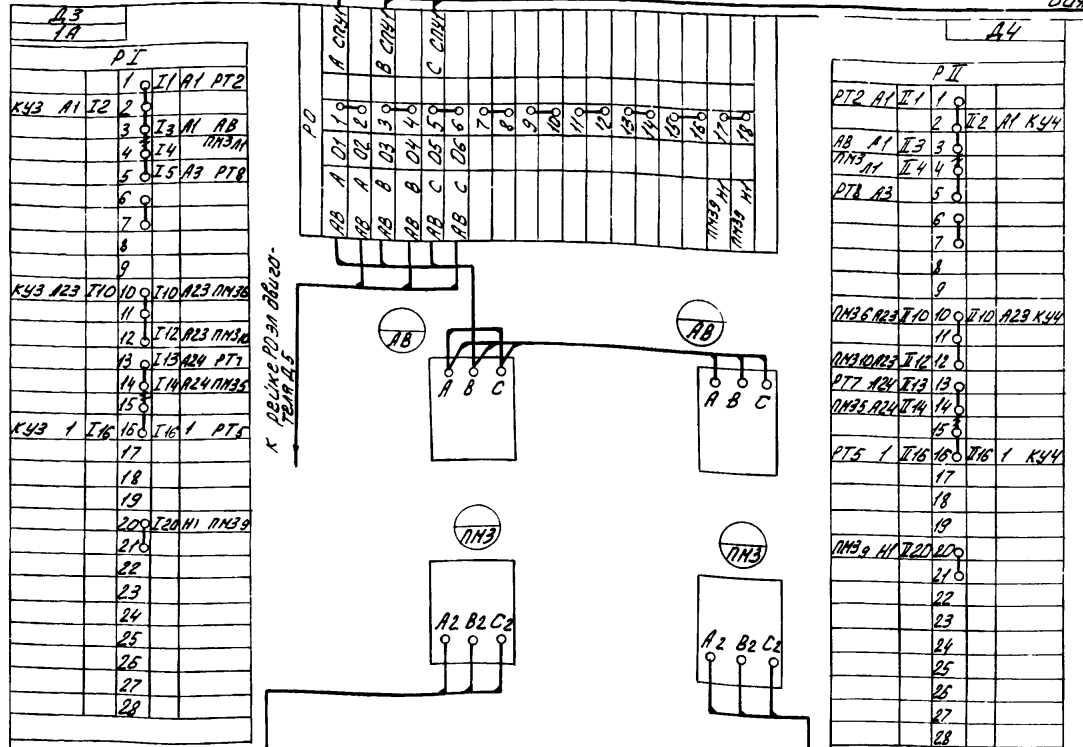 Д3
1А
Р I
1 I1 А1 РТ2
КУ3 А1 I2 2
3 I3 А1 АВ
4 I4 ПМ3 Л1
5 I5 А3 РТ8
6
7
8
9
КУ3 А23 I10 10 I10 А23 ПМ36
11
12 I12 А23 ПМ310
13 I13 А24 РТ7
14 I14 А24 ПМ35
15
КУ3 1 I16 16 I16 1 РТ5
17
18
19
20 I20 Н1 ПМ39
21
22
23
24
25
26
27
28
РО
А СПУ1
В СПУ1
С СПУ1
1 2 3 4 5 6 7 8 9 10 11 12 13 14 15 16 17 18
АВ А 01
АВ А 02
АВ В 03
АВ В 04
АВ С 05
АВ С 06
ПМ39 Н1
ПМ39 Н1
к рейке РО эл двига-
теля Д5
АВ
А В С
АВ
А В С
ПМ3
А2 В2 С2
ПМ3
А2 В2 С2
Д4
Р II
РТ2 А1 II1 1
2 II2 А1 КУ4
АВ А1 II3 3
ПМ3 Л1 II4 4
РТ8 А3 5
6
7
8
9
ПМ36 А23 II10 10 II10 А23 КУ4
11
ПМ310 А23 II12 12
РТ7 А24 II13 13
ПМ35 А24 II14 14
15
РТ5 1 II16 16 II16 1 КУ4
17
18
19
ПМ39 Н1 II20 20
21
22
23
24
25
26
27
28